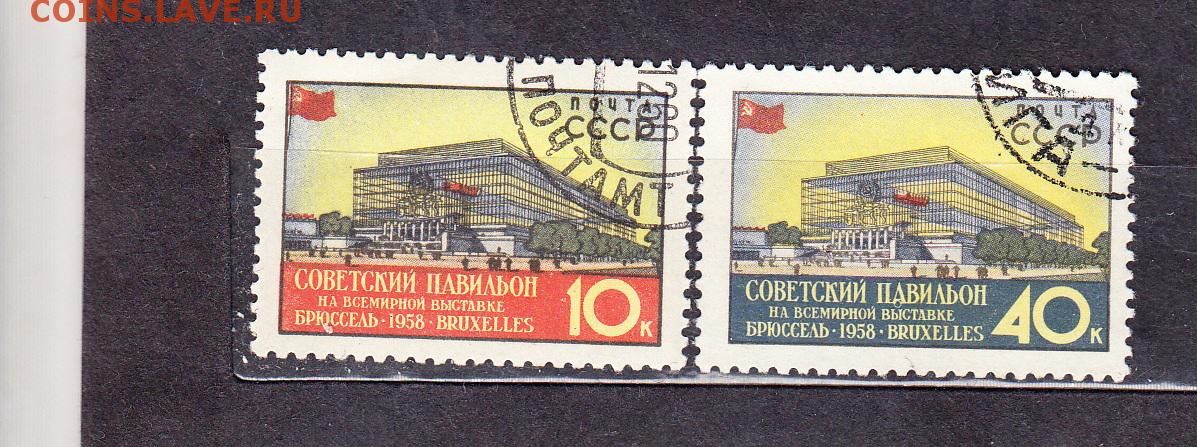 COINS.LAVE.RU
ПОЧТА
СССР
ПОЧТАМТ
СОВЕТСКИЙ ПАВИЛЬОН
НА ВСЕМИРНОЙ ВЫСТАВКЕ
БРЮССЕЛЬ·1958·BRUXELLES
10к
ПОЧТА
СССР
СОВЕТСКИЙ ПАВИЛЬОН
НА ВСЕМИРНОЙ ВЫСТАВКЕ
БРЮССЕЛЬ·1958·BRUXELLES
40к